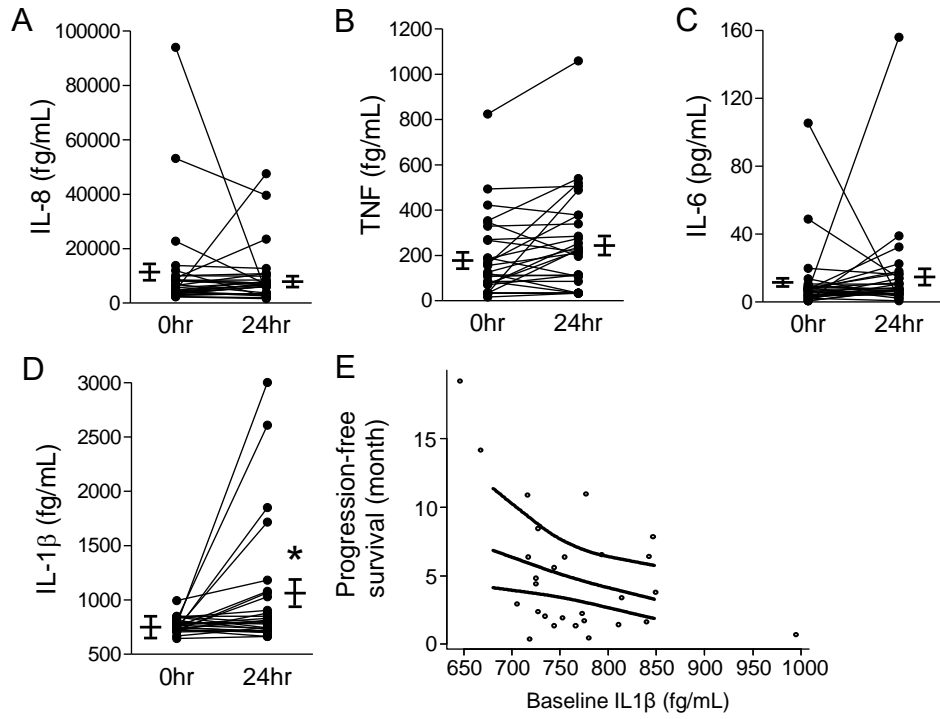 A
IL-8 (fg/mL)
100000
80000
60000
40000
20000
0
0hr 24hr
B
TNF (fg/mL)
1200
1000
800
600
400
200
0
0hr 24hr
C
IL-6 (pg/mL)
160
120
80
40
0
0hr 24hr
D
IL-1β (fg/mL)
3000
2500
2000
1500
1000
500
*
0hr 24hr
E
Progression-free
survival (month)
15
10
5
0
650 700 750 800 850 900 950 1000
Baseline IL1β (fg/mL)